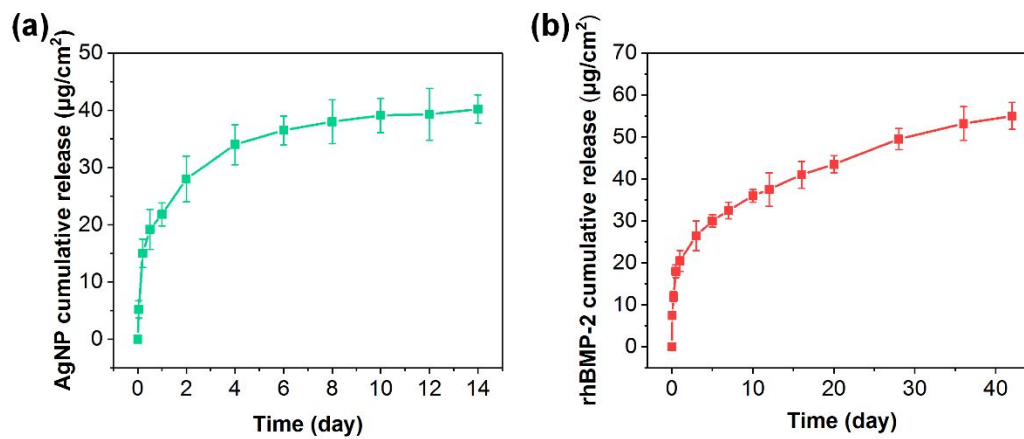 (a)
AgNP cumulative release (μg/cm²)
50
40
30
20
10
0
0 2 4 6 8 10 12 14
Time (day)
(b)
rhBMP-2 cumulative release (μg/cm²)
70
60
50
40
30
20
10
0
0 10 20 30 40
Time (day)